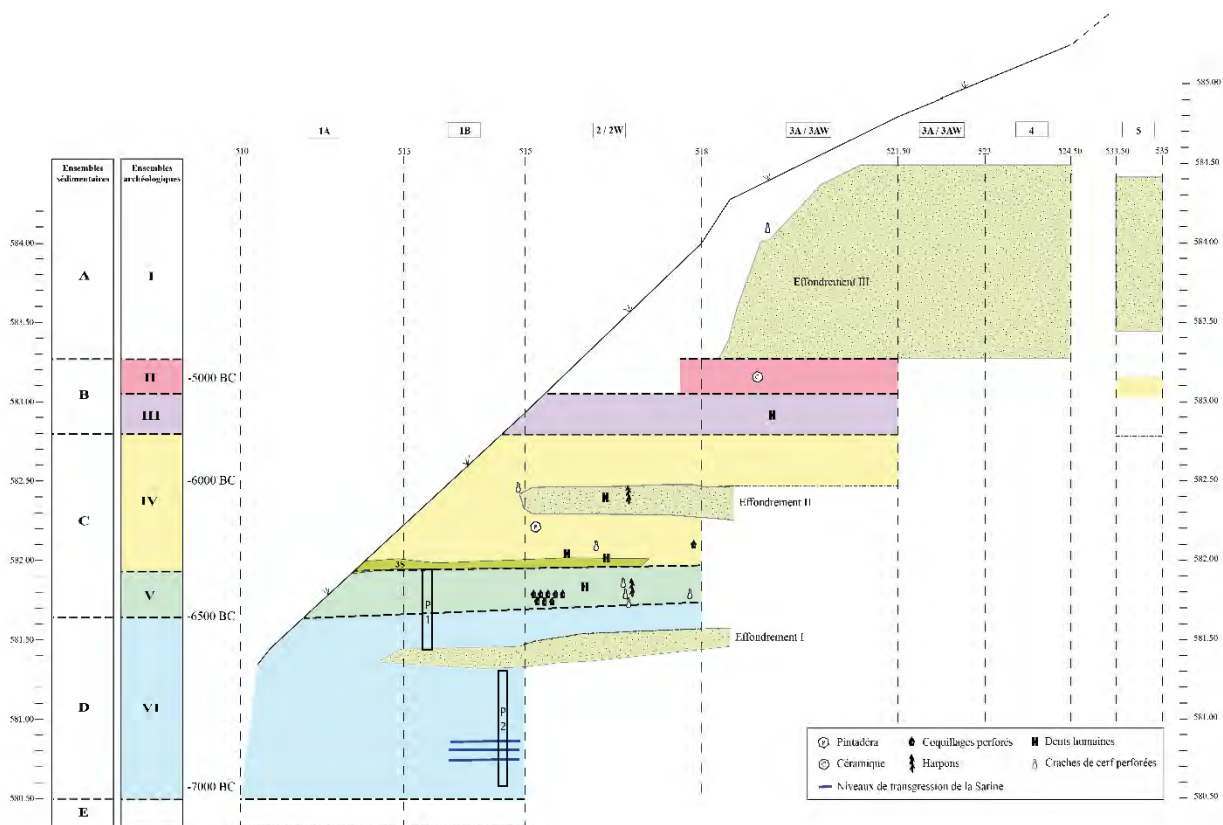 585.00
1A
1B
2 / 2W
3A / 3AW
3A / 3AW
4
5
Ensembles
sédimentaires
Ensembles
archéologiques
510
513
515
518
521.50
523
524.50
533.50
535
584.50
584.00
A
I
Effondrement III
584.00
583.50
583.50
II
-5000 BC
C
B
583.00
583.00
III
H
-6000 BC
582.50
582.50
IV
H
Effondrement II
C
P
582.00
H
H
582.00
V
P
1
H
-6500 BC
581.50
Effondrement I
581.50
D
VI
P
2
581.00
581.00
P Pintadéra
Coquillages perforés
H Dents humaines
C Céramique
Harpons
Craches de cerf perforées
Niveaux de transgression de la Sarine
-7000 BC
580.50
580.50
E